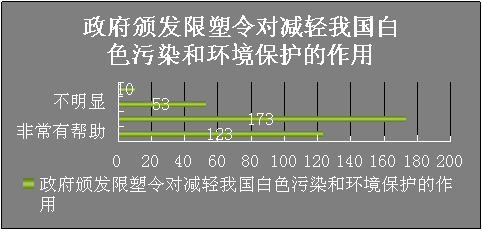 政府颁发限塑令对减轻我国白
色污染和环境保护的作用
10
不明显
53
173
非常有帮助
123
0 20 40 60 80 100 120 140 160 180 200
政府颁发限塑令对减轻我国白色污染和环境保护的作
用